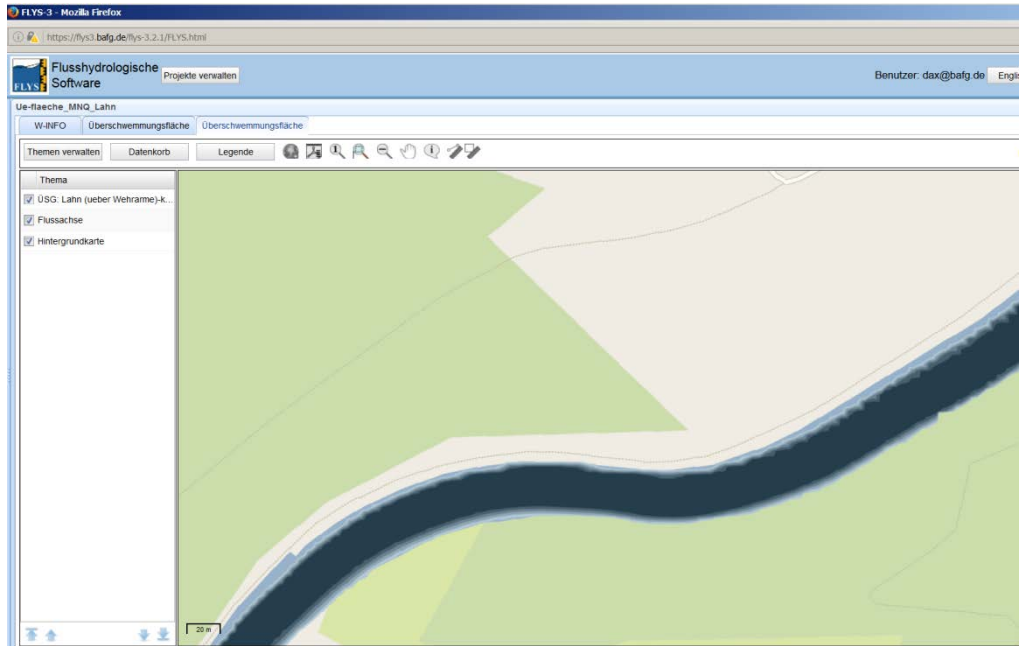 FLYS-3 - Mozilla Firefox
https://flys3.bafg.de/flys-3.2.1/FLYS.html
FLYS
Flusshydrologische
Software
Projekte verwalten
Benutzer: dax@bafg.de
Englis
Ue-flaeche_MNQ_Lahn
W-INFO
Überschwemmungsfläche
Überschwemmungsfläche
Themen verwalten
Datenkorb
Legende
Thema
ÜSG: Lahn (ueber Wehrarme)-k...
Flussachse
Hintergrundkarte
20 m